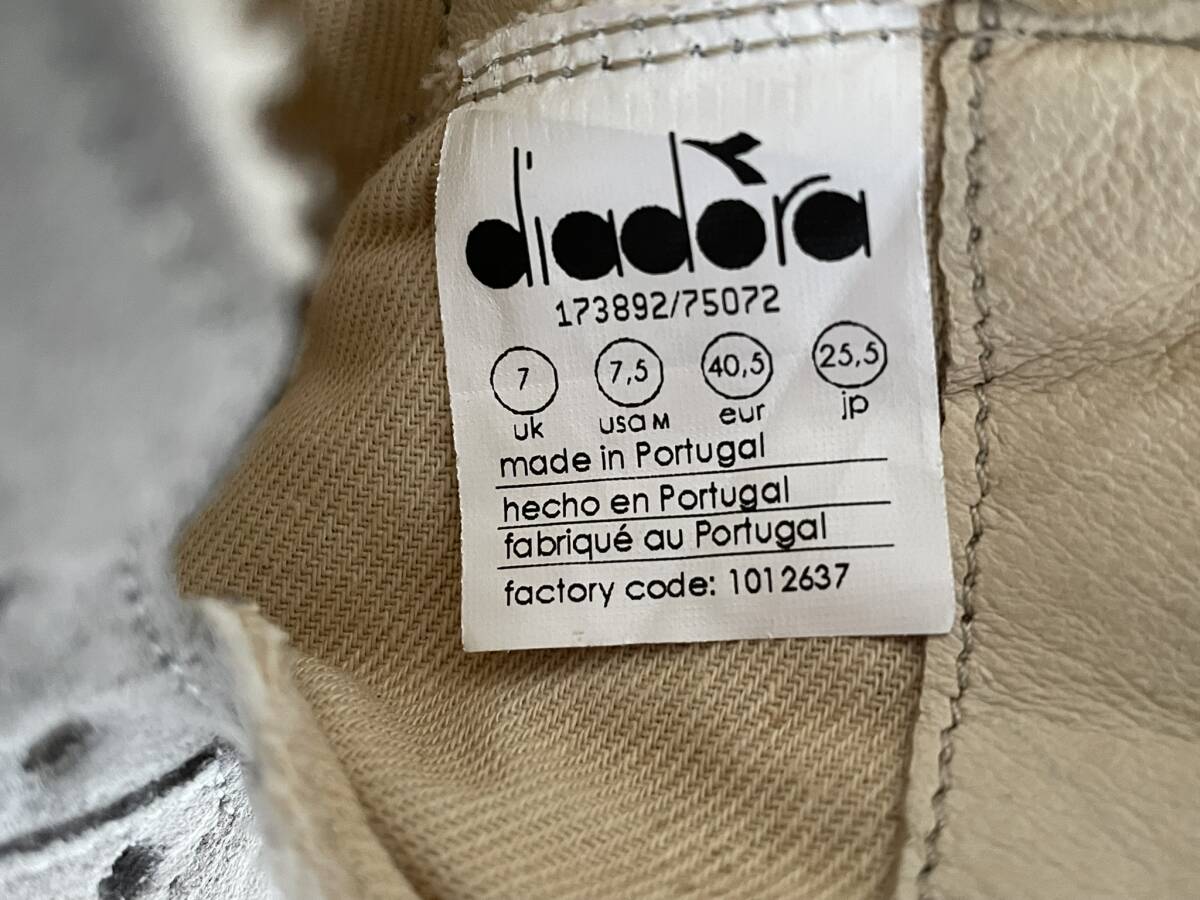 diadora
173892/75072
7 7,5 40,5 25,5
uk usa M eur jp
made in Portugal
hecho en Portugal
fabriqué au Portugal
factory code: 1012637